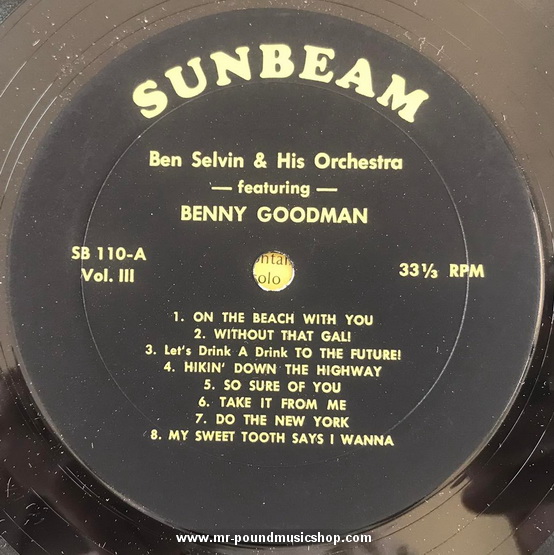 SUNBEAM
Ben Selvin & His Orchestra
— featuring —
BENNY GOODMAN
SB 110-A
Vol. III
33⅓ RPM
olo
1. ON THE BEACH WITH YOU
2. WITHOUT THAT GAL!
3. Let's Drink A Drink TO THE FUTURE!
4. HIKIN' DOWN THE HIGHWAY
5. SO SURE OF YOU
6. TAKE IT FROM ME
7. DO THE NEW YORK
8. MY SWEET TOOTH SAYS I WANNA
www.mr-poundmusicshop.com